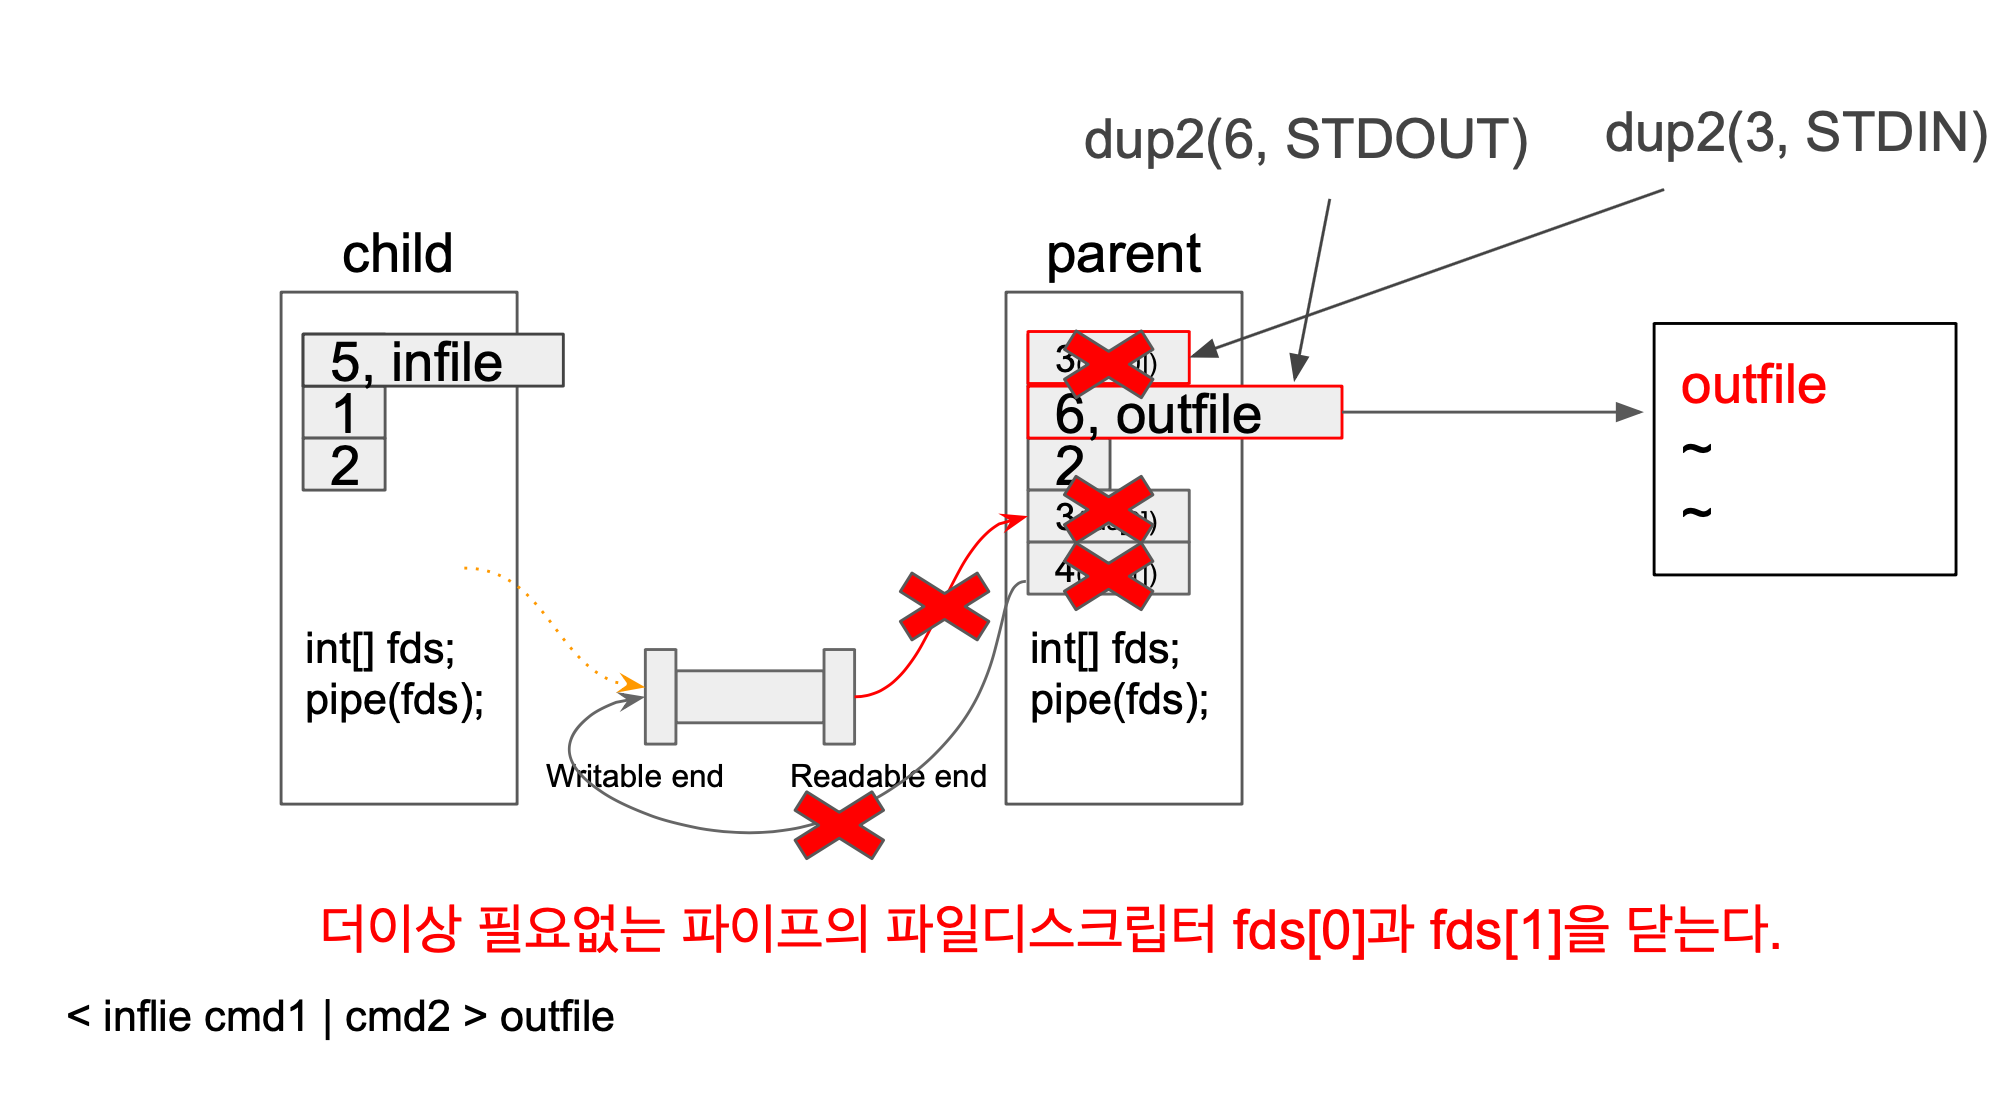 dup2(6, STDOUT)
dup2(3, STDIN)
child
parent
5, infile
1
2
3
6, outfile
2
3
4
outfile
~
~
int[] fds;
pipe(fds);
int[] fds;
pipe(fds);
Writable end
Readable end
더이상 필요없는 파이프의 파일디스크립터 fds[0]과 fds[1]을 닫는다.
< inflie cmd1 | cmd2 > outfile